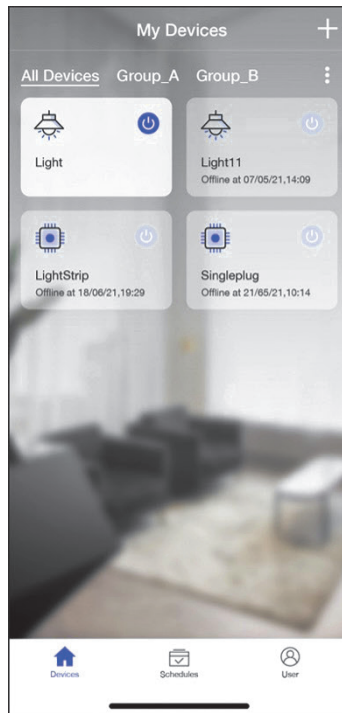 My Devices
All Devices Group_A Group_B
Light
Light11
Offline at 07/05/21,14:09
LightStrip
Offline at 18/06/21,19:29
Singleplug
Offline at 21/65/21,10:14
Devices Schedules User